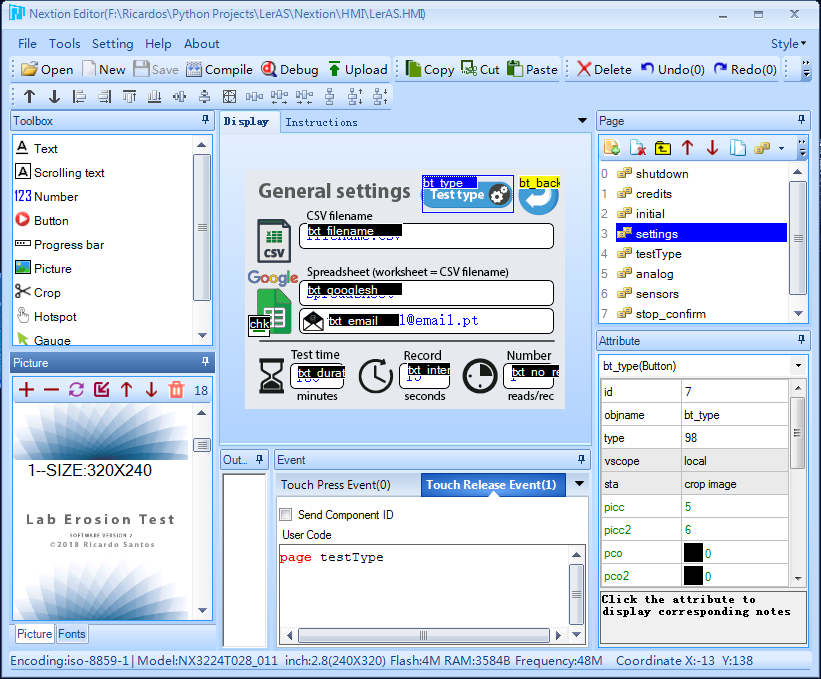 Nextion Editor(F:\Ricardos\Python Projects\LerAS\Nextion\HMI\LerAS.HMI)
File Tools Setting Help About Style
Open New Save Compile Debug Upload Copy Cut Paste Delete Undo(0) Redo(0)
Toolbox
Text
Scrolling text
123 Number
Button
Progress bar
Picture
Crop
Hotspot
Gauge
Picture
18
1--SIZE:320X240
Lab Erosion Test
SOFTWARE VERSION 2
©2018 Ricardo Santos
Picture Fonts
Display Instructions
General settings
bt_type
Test type
bt_back
CSV filename
CSV
txt_filename
Google
Spreadsheet (worksheet = CSV filename)
txt_googlesh
chk
txt_email l@email.pt
Test time
txt_durat
minutes
Record
txt_inter
seconds
Number
txt_no_re
reads/rec
Out...
Event
Touch Press Event(0) Touch Release Event(1)
Send Component ID
User Code
page testType
Page
0 shutdown
1 credits
2 initial
3 settings
4 testType
5 analog
6 sensors
7 stop_confirm
Attribute
bt_type(Button)
id 7
objname bt_type
type 98
vscope local
sta crop image
picc 5
picc2 6
pco 0
pco2 0
Click the attribute to
display corresponding notes
Encoding:iso-8859-1 | Model:NX3224T028_011 inch:2.8(240X320) Flash:4M RAM:3584B Frequency:48M Coordinate X:-13 Y:138